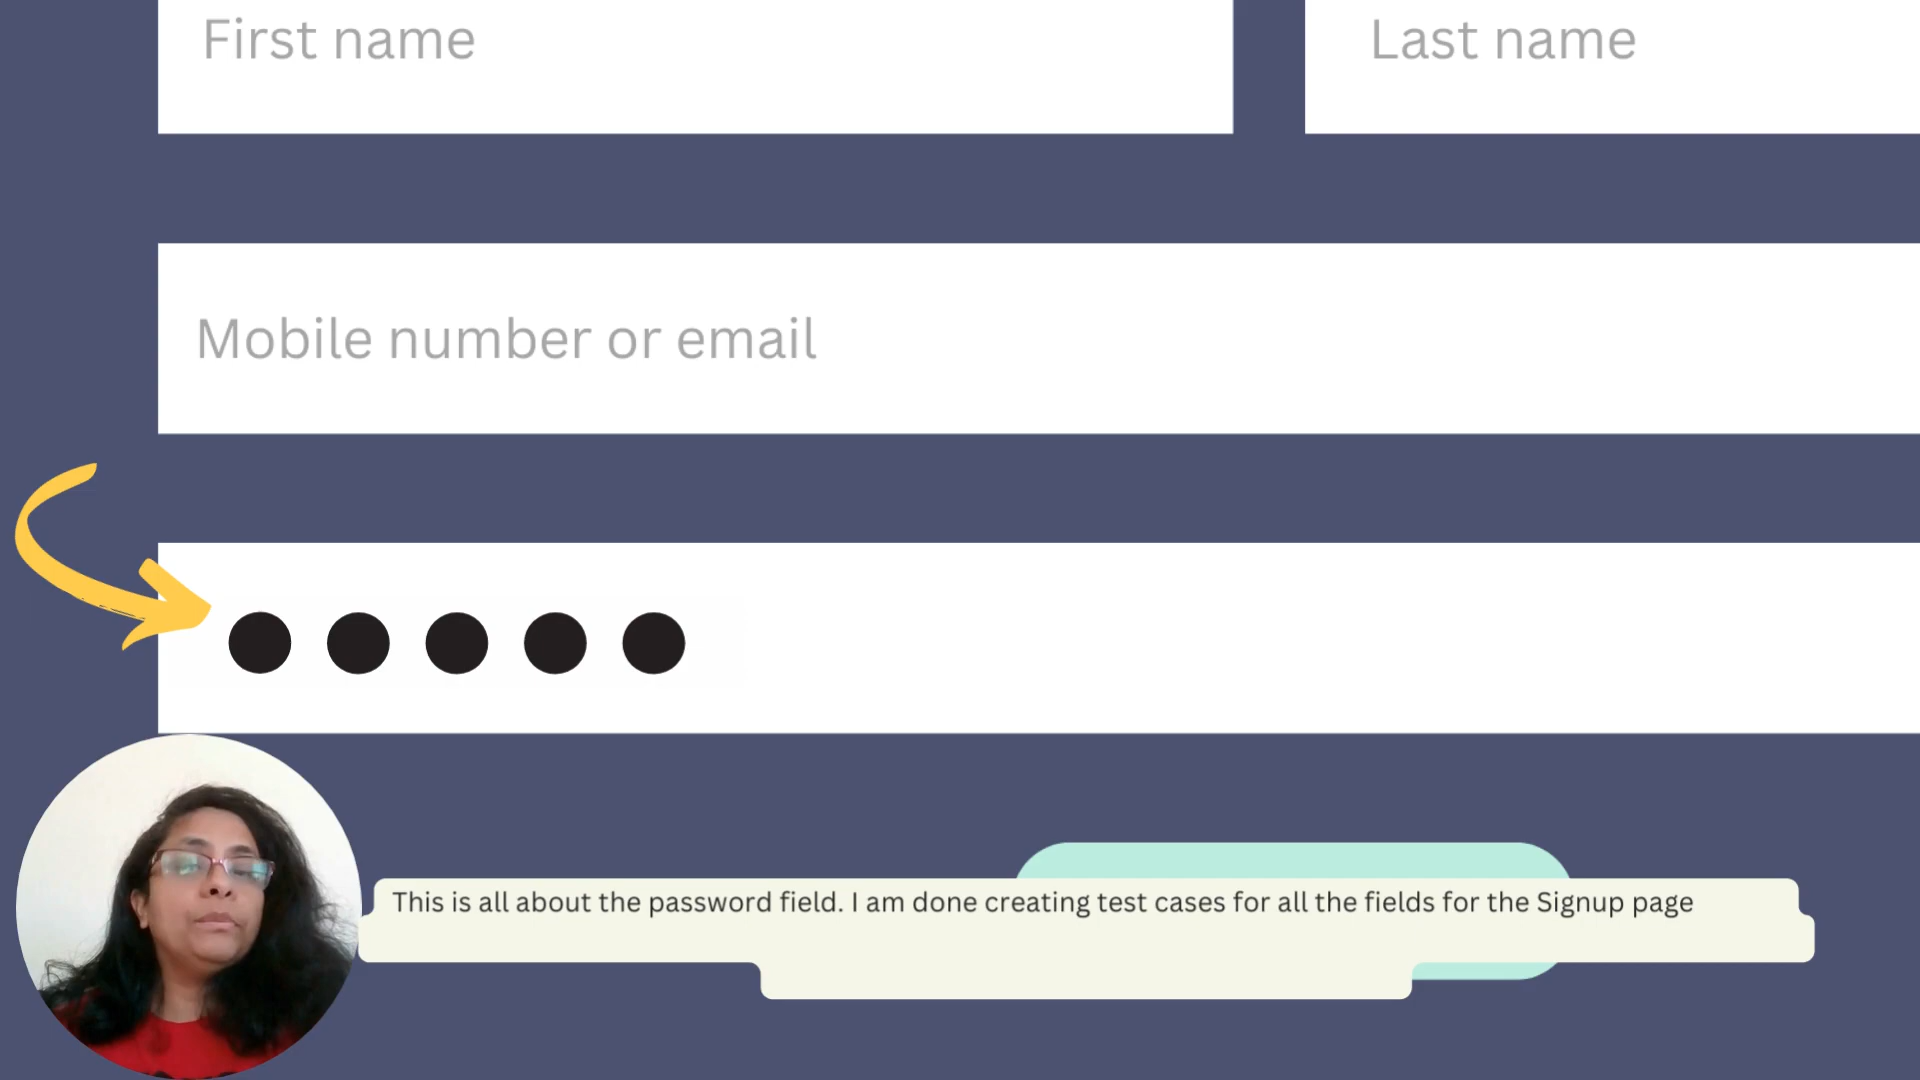 First name
Last name
Mobile number or email
This is all about the password field. I am done creating test cases for all the fields for the Signup page